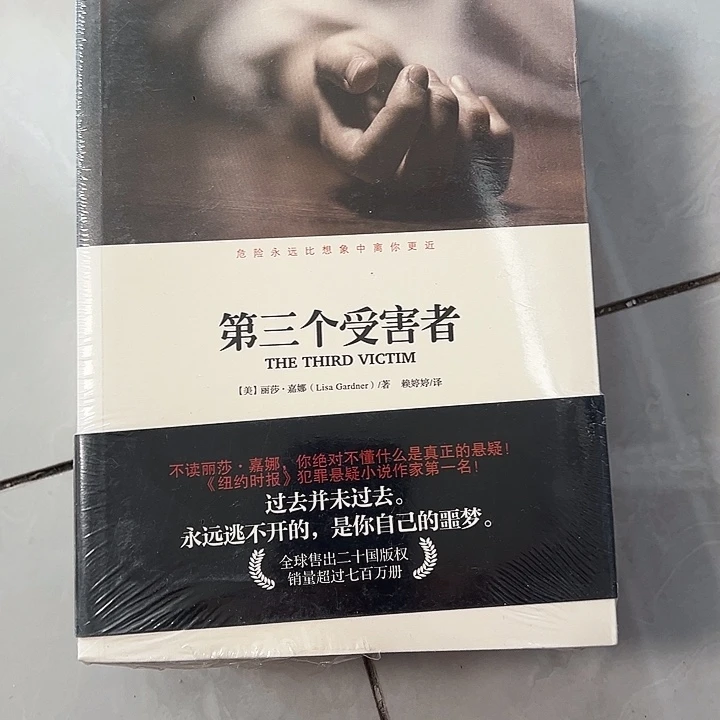 危险永远比想象中离你更近
第三个受害者
THE THIRD VICTIM
【美】丽莎·嘉娜（Lisa Gardner）/著 赖婷婷/译
不读丽莎·嘉娜，你绝对不懂什么是真正的悬疑！
《纽约时报》犯罪悬疑小说作家第一名！
过去并未过去。
永远逃不开的，是你自己的噩梦。
全球售出二十国版权
销量超过七百万册